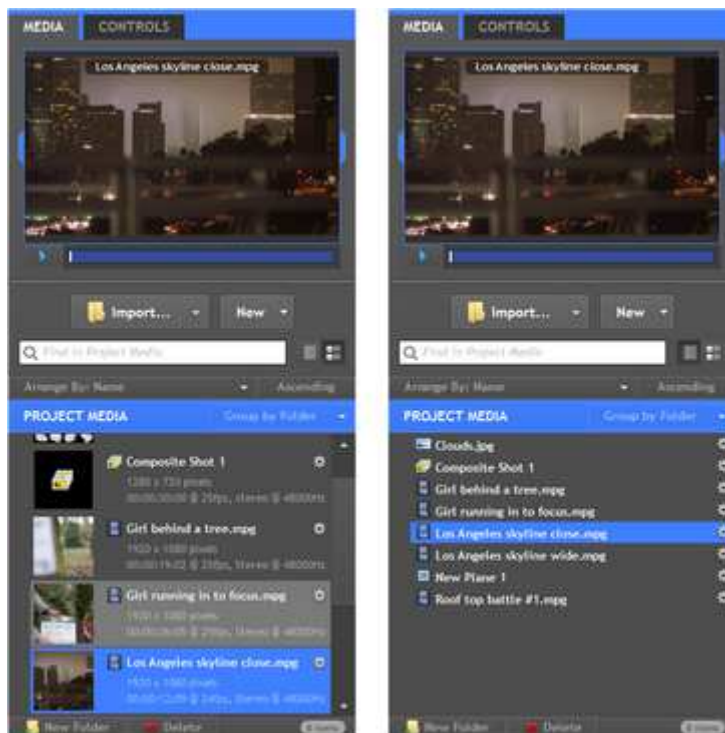 MEDIA CONTROLS
Los Angeles skyline close.mpg
Import... New
Find in Project Media
Arrange By: Name Ascending
PROJECT MEDIA Group by Folder
Composite Shot 1
1280 x 720 pixels
Girl behind a tree.mpg
1920 x 1080 pixels
Girl running in to focus.mpg
1920 x 1080 pixels
Los Angeles skyline close.mpg
1920 x 1080 pixels
New Folder Delete
MEDIA CONTROLS
Los Angeles skyline close.mpg
Import... New
Find in Project Media
Arrange By: Name Ascending
PROJECT MEDIA Group by Folder
Clouds.jpg
Composite Shot 1
Girl behind a tree.mpg
Girl running in to focus.mpg
Los Angeles skyline close.mpg
Los Angeles skyline wide.mpg
New Plane 1
Roof top battle #1.mpg
New Folder Delete